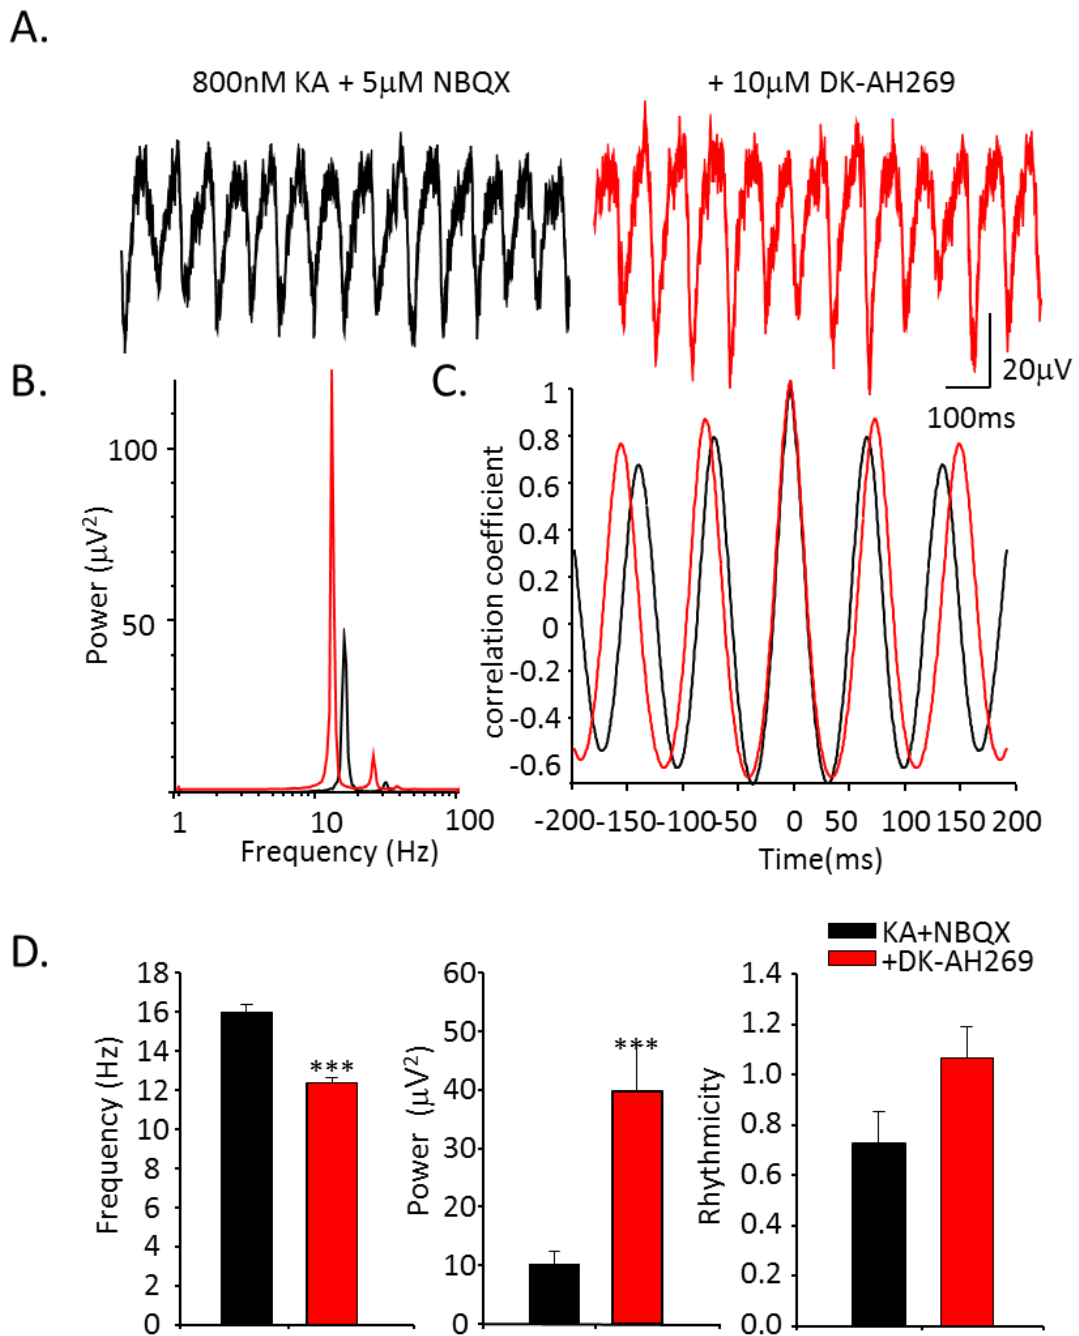 A.
800nM KA + 5μM NBQX
+ 10μM DK-AH269
20μV
100ms
B.
Power (μV²)
100
50
1
10
100
Frequency (Hz)
C.
correlation coefficient
1
0.8
0.6
0.4
0.2
0
-0.2
-0.4
-0.6
-200-150-100-50 0 50 100 150 200
Time(ms)
D.
KA+NBQX
+DK-AH269
Frequency (Hz)
18
16
14
12
10
8
6
4
2
0
***
Power (μV²)
60
50
40
30
20
10
0
***
Rhythmicity
1.4
1.2
1.0
0.8
0.6
0.4
0.2
0.0